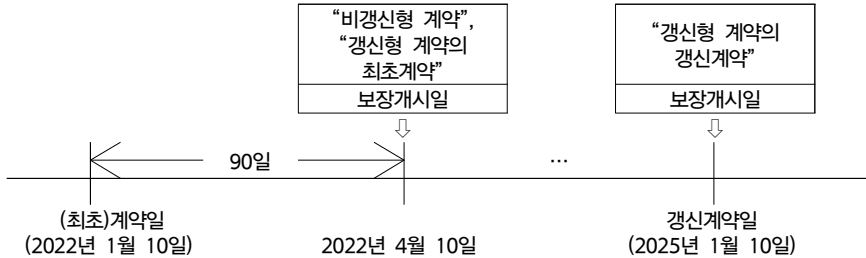 “비갱신형 계약”,
“갱신형 계약의
최초계약”
보장개시일
“갱신형 계약의
갱신계약”
보장개시일
90일
...
(최초)계약일
(2022년 1월 10일)
2022년 4월 10일
갱신계약일
(2025년 1월 10일)